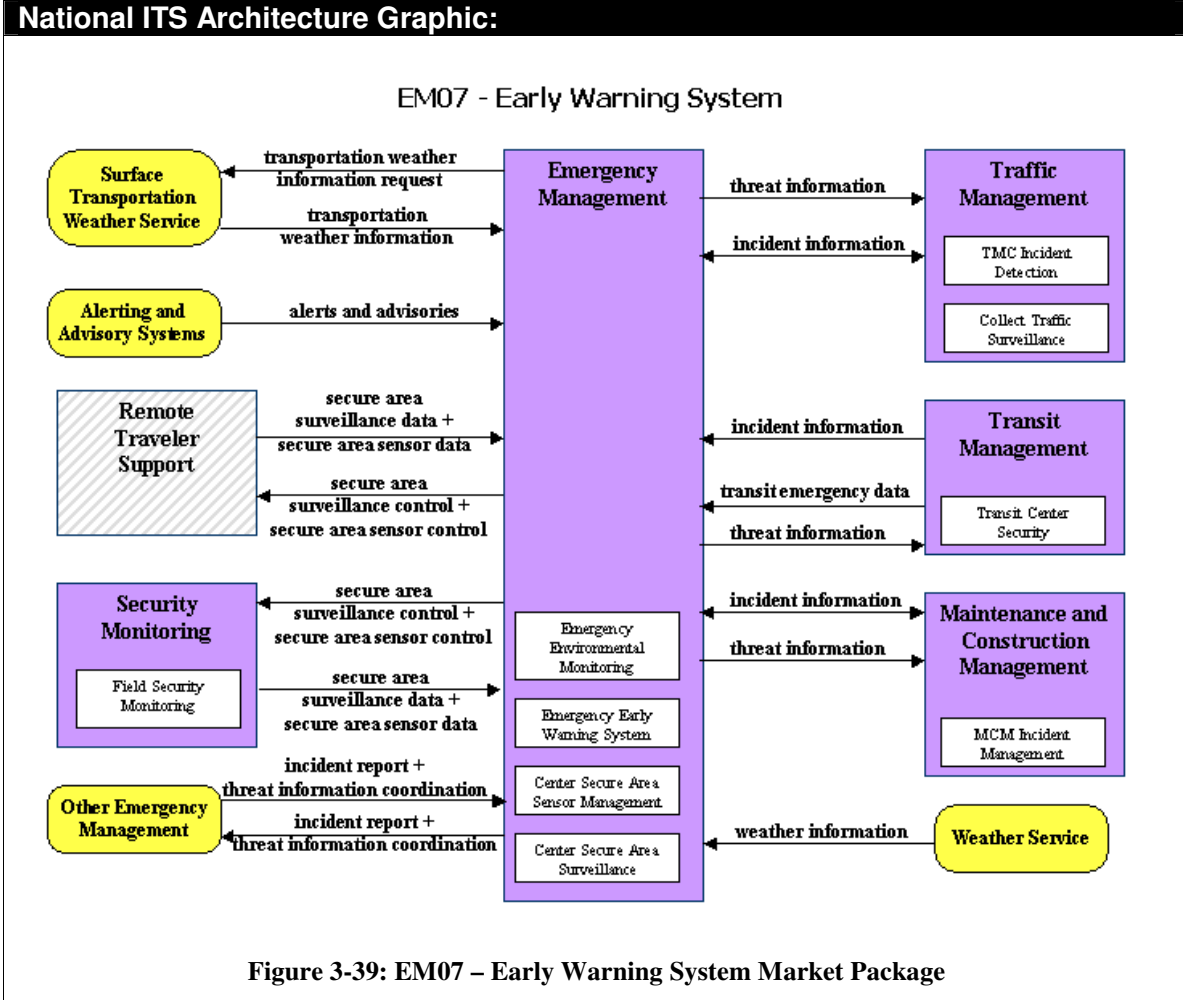 National ITS Architecture Graphic:
EM07 - Early Warning System
Surface
Transportation
Weather Service
transportation weather
information request
transportation
weather information
Alerting and
Advisory Systems
alerts and advisories
Remote
Traveler
Support
secure area
surveillance data +
secure area sensor data
secure area
surveillance control +
secure area sensor control
Security
Monitoring
Field Security
Monitoring
secure area
surveillance control +
secure area sensor control
secure area
surveillance data +
secure area sensor data
Other Emergency
Management
incident report +
threat information coordination
incident report +
threat information coordination
Emergency
Management
Emergency
Environmental
Monitoring
Emergency Early
Warning System
Center Secure Area
Sensor Management
Center Secure Area
Surveillance
threat information
incident information
Traffic
Management
TMC Incident
Detection
Collect Traffic
Surveillance
incident information
transit emergency data
threat information
Transit
Management
Transit Center
Security
incident information
threat information
Maintenance and
Construction
Management
MCM Incident
Management
weather information
Weather Service
Figure 3-39: EM07 – Early Warning System Market Package